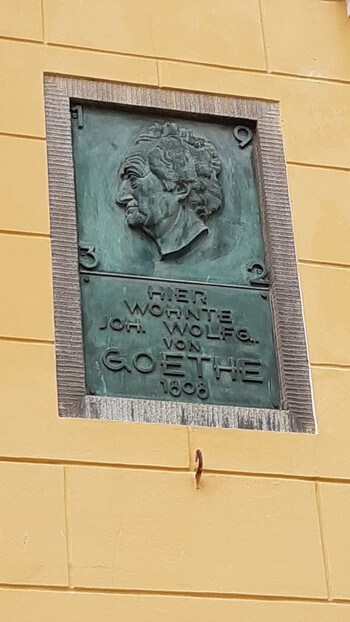 1 9
3 2
HIER
WOHNTE
JOH. WOLFG.
VON
GOETHE
1808